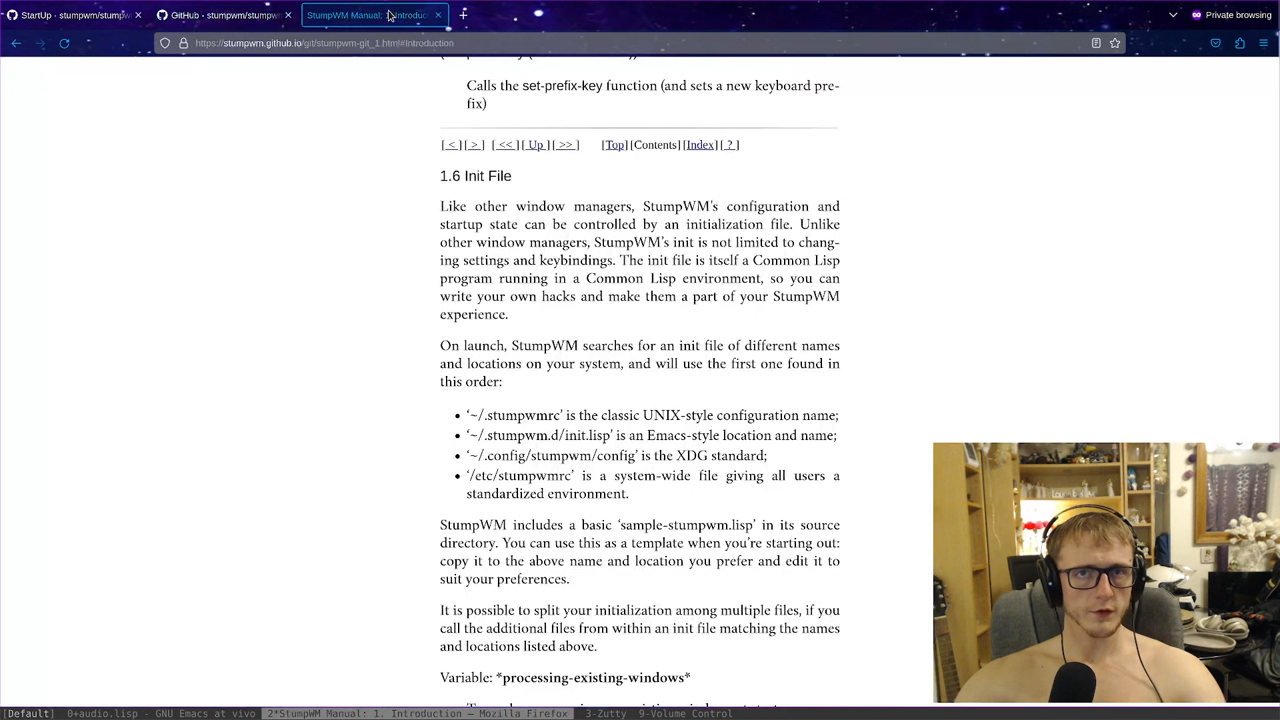 StartUp · stumpwm/stumpw
GitHub - stumpwm/stumpwm
StumpWM Manual: 1. Introduc
Private browsing
https://stumpwm.github.io/git/stumpwm-git_1.html#Introduction
Calls the set-prefix-key function (and sets a new keyboard pre-
fix)
[ < ] [ > ] [ << ] [ Up ] [ >> ] [Top] [Contents] [Index] [ ? ]
1.6 Init File
Like other window managers, StumpWM's configuration and
startup state can be controlled by an initialization file. Unlike
other window managers, StumpWM's init is not limited to chang-
ing settings and keybindings. The init file is itself a Common Lisp
program running in a Common Lisp environment, so you can
write your own hacks and make them a part of your StumpWM
experience.
On launch, StumpWM searches for an init file of different names
and locations on your system, and will use the first one found in
this order:
• ‘~/.stumpwmrc’ is the classic UNIX-style configuration name;
• ‘~/.stumpwm.d/init.lisp’ is an Emacs-style location and name;
• ‘~/.config/stumpwm/config’ is the XDG standard;
• ‘/etc/stumpwmrc’ is a system-wide file giving all users a
standardized environment.
StumpWM includes a basic ‘sample-stumpwm.lisp’ in its source
directory. You can use this as a template when you're starting out:
copy it to the above name and location you prefer and edit it to
suit your preferences.
It is possible to split your initialization among multiple files, if you
call the additional files from within an init file matching the names
and locations listed above.
Variable: *processing-existing-windows*
[Default] 0+audio.lisp - GNU Emacs at vivo 2*StumpWM Manual: 1. Introduction — Mozilla Firefox 3-Zutty 9-Volume Control